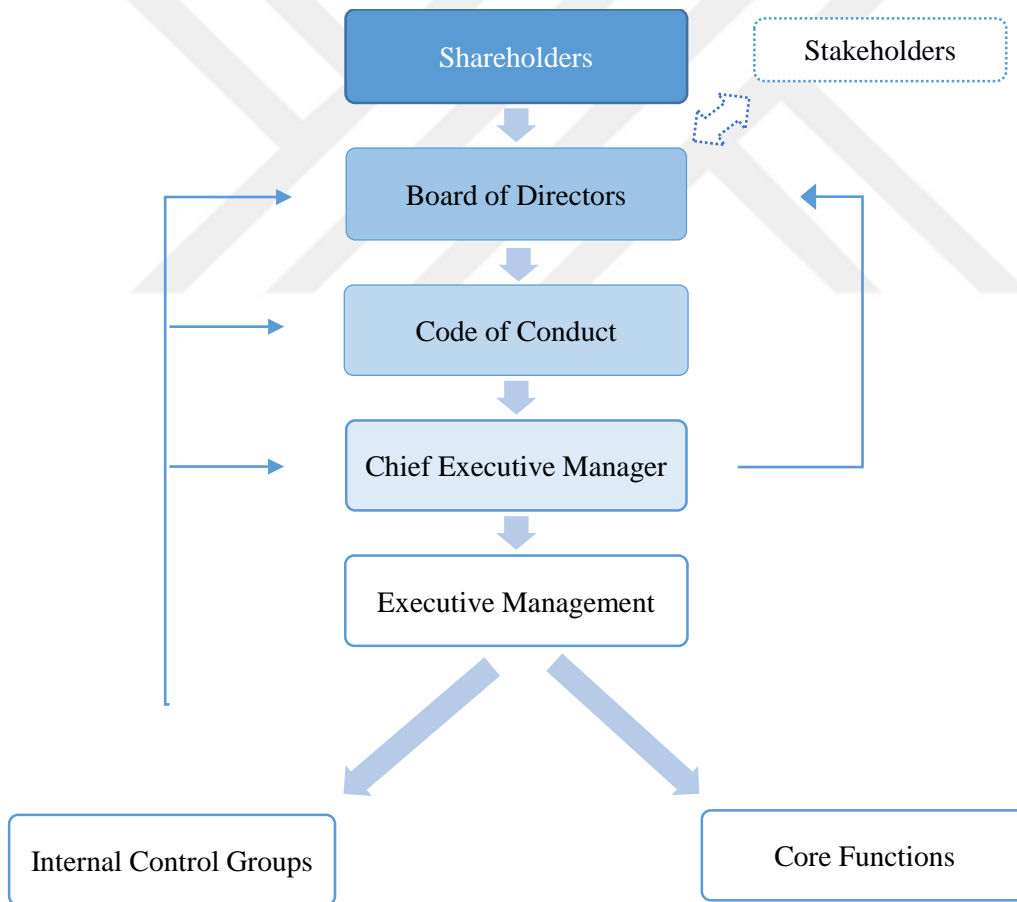 Shareholders
Stakeholders
Board of Directors
Code of Conduct
Chief Executive Manager
Executive Management
Internal Control Groups
Core Functions